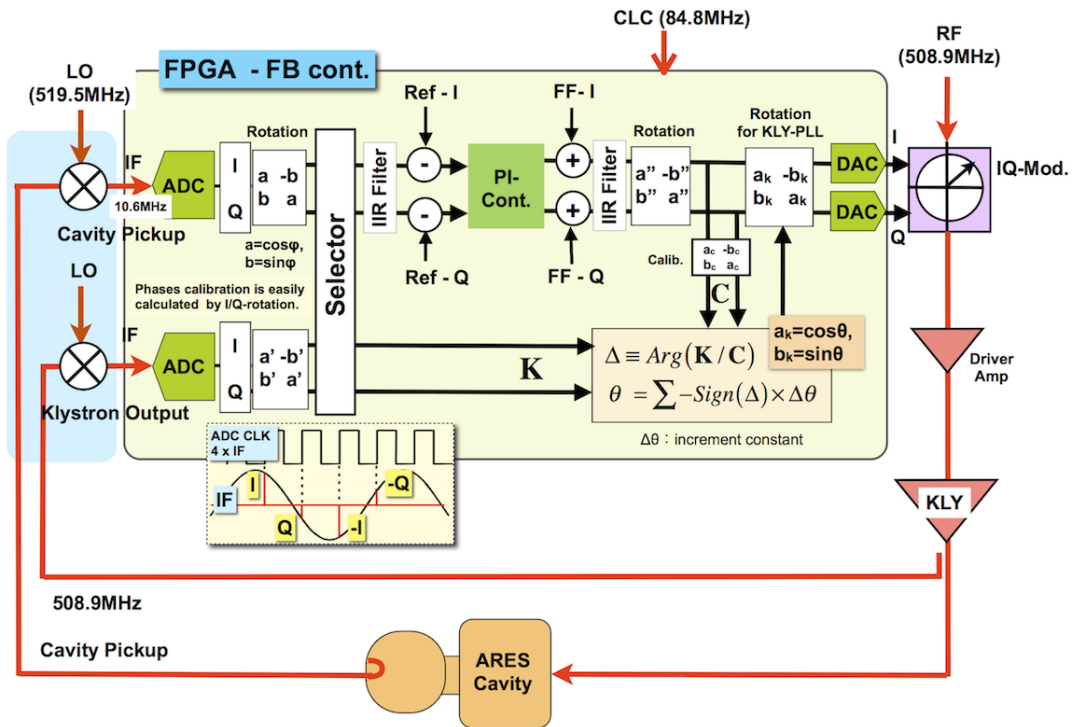 CLC (84.8MHz)
RF
(508.9MHz)
LO
(519.5MHz)
FPGA - FB cont.
Ref - I
FF- I
Rotation
for KLY-PLL
Rotation
Rotation
IF
ADC
I
Q
a -b
b a
10.6MHz
Cavity Pickup
a=cosφ,
b=sinφ
Selector
IIR Filter
-
-
PI-
Cont.
+
+
IIR Filter
a” -b”
b” a”
aₖ -bₖ
bₖ aₖ
DAC
DAC
I
Q
IQ-Mod.
Ref - Q
FF - Q
Calib.
a_c -b_c
b_c a_c
C
LO
Phases calibration is easily
calculated by I/Q-rotation.
IF
ADC
I
Q
a’ -b’
b’ a’
Klystron Output
K
Δ ≡ Arg(K / C)
θ = ∑ −Sign(Δ) × Δθ
aₖ=cosθ,
bₖ=sinθ
Δθ : increment constant
Driver
Amp
ADC CLK
4 x IF
IF
I
Q
-I
-Q
KLY
508.9MHz
Cavity Pickup
ARES
Cavity